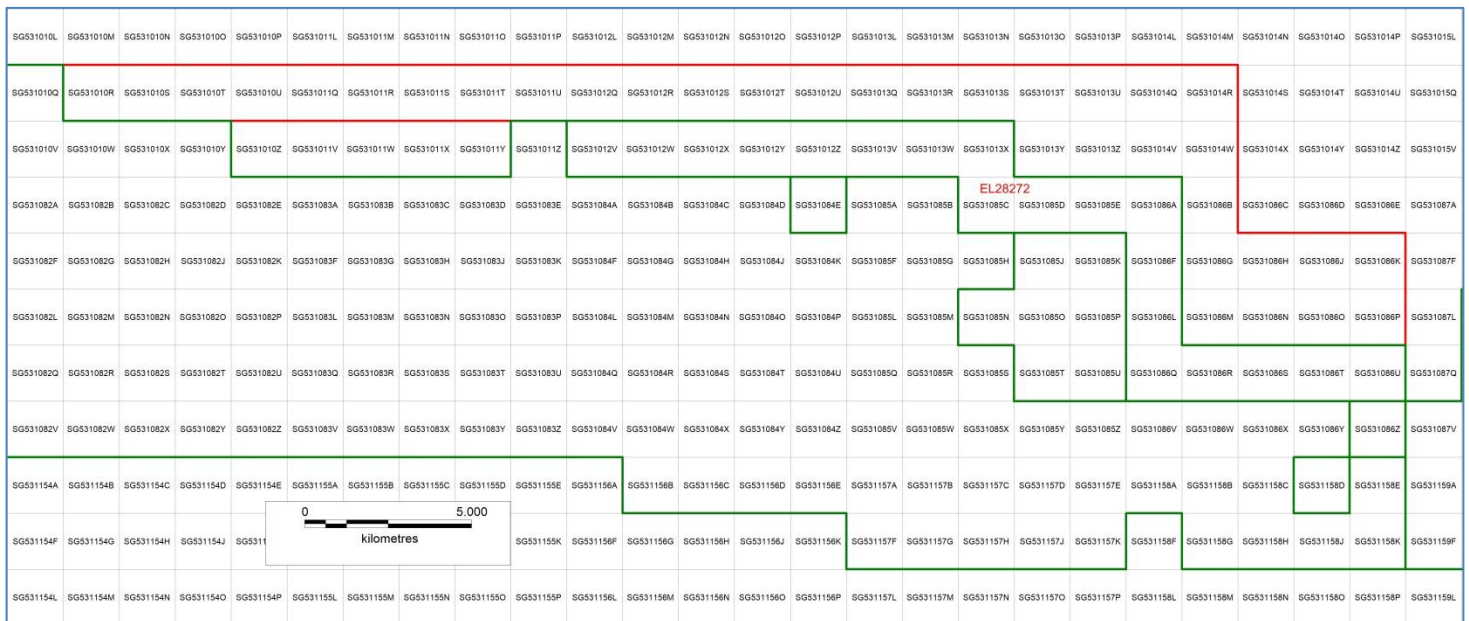 SG531010L SG531010M SG531010N SG531010O SG531010P SG531011L SG531011M SG531011N SG531011O SG531011P SG531012L SG531012M SG531012N SG531012O SG531012P SG531013L SG531013M SG531013N SG531013O SG531013P SG531014L SG531014M SG531014N SG531014O SG531014P SG531015L
SG531010Q SG531010R SG531010S SG531010T SG531010U SG531011Q SG531011R SG531011S SG531011T SG531011U SG531012Q SG531012R SG531012S SG531012T SG531012U SG531013Q SG531013R SG531013S SG531013T SG531013U SG531014Q SG531014R SG531014S SG531014T SG531014U SG531015Q
SG531010V SG531010W SG531010X SG531010Y SG531010Z SG531011V SG531011W SG531011X SG531011Y SG531011Z SG531012V SG531012W SG531012X SG531012Y SG531012Z SG531013V SG531013W SG531013X SG531013Y SG531013Z SG531014V SG531014W SG531014X SG531014Y SG531014Z SG531015V
EL28272
SG531082A SG531082B SG531082C SG531082D SG531082E SG531083A SG531083B SG531083C SG531083D SG531083E SG531084A SG531084B SG531084C SG531084D SG531084E SG531085A SG531085B SG531085C SG531085D SG531085E SG531086A SG531086B SG531086C SG531086D SG531086E SG531087A
SG531082F SG531082G SG531082H SG531082J SG531082K SG531083F SG531083G SG531083H SG531083J SG531083K SG531084F SG531084G SG531084H SG531084J SG531084K SG531085F SG531085G SG531085H SG531085J SG531085K SG531086F SG531086G SG531086H SG531086J SG531086K SG531087F
SG531082L SG531082M SG531082N SG531082O SG531082P SG531083L SG531083M SG531083N SG531083O SG531083P SG531084L SG531084M SG531084N SG531084O SG531084P SG531085L SG531085M SG531085N SG531085O SG531085P SG531086L SG531086M SG531086N SG531086O SG531086P SG531087L
SG531082Q SG531082R SG531082S SG531082T SG531082U SG531083Q SG531083R SG531083S SG531083T SG531083U SG531084Q SG531084R SG531084S SG531084T SG531084U SG531085Q SG531085R SG531085S SG531085T SG531085U SG531086Q SG531086R SG531086S SG531086T SG531086U SG531087Q
SG531082V SG531082W SG531082X SG531082Y SG531082Z SG531083V SG531083W SG531083X SG531083Y SG531083Z SG531084V SG531084W SG531084X SG531084Y SG531084Z SG531085V SG531085W SG531085X SG531085Y SG531085Z SG531086V SG531086W SG531086X SG531086Y SG531086Z SG531087V
SG531154A SG531154B SG531154C SG531154D SG531154E SG531155A SG531155B SG531155C SG531155D SG531155E SG531156A SG531156B SG531156C SG531156D SG531156E SG531157A SG531157B SG531157C SG531157D SG531157E SG531158A SG531158B SG531158C SG531158D SG531158E SG531159A
0 5.000
kilometres
SG531154F SG531154G SG531154H SG531154J SG531155K SG531156F SG531156G SG531156H SG531156J SG531156K SG531157F SG531157G SG531157H SG531157J SG531157K SG531158F SG531158G SG531158H SG531158J SG531158K SG531159F
SG531154L SG531154M SG531154N SG531154O SG531154P SG531155L SG531155M SG531155N SG531155O SG531155P SG531156L SG531156M SG531156N SG531156O SG531156P SG531157L SG531157M SG531157N SG531157O SG531157P SG531158L SG531158M SG531158N SG531158O SG531158P SG531159L